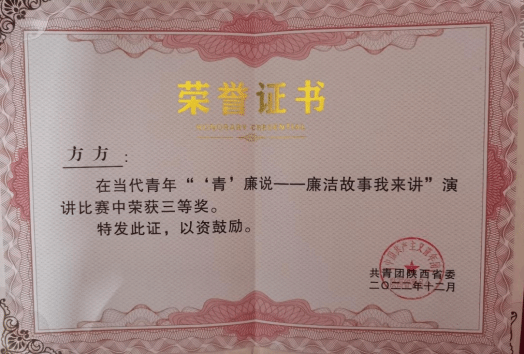 荣誉证书
方方：
在当代青年“‘青’廉说——廉洁故事我来讲”演
讲比赛中荣获三等奖。
特发此证，以资鼓励。
共青团陕西省委
二〇二二年十二月